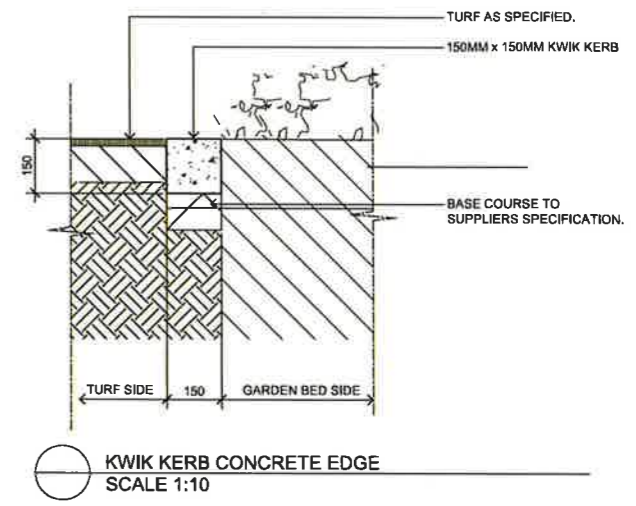 TURF AS SPECIFIED.
150MM x 150MM KWIK KERB
150
BASE COURSE TO
SUPPLIERS SPECIFICATION.
TURF SIDE
150
GARDEN BED SIDE
KWIK KERB CONCRETE EDGE
SCALE 1:10